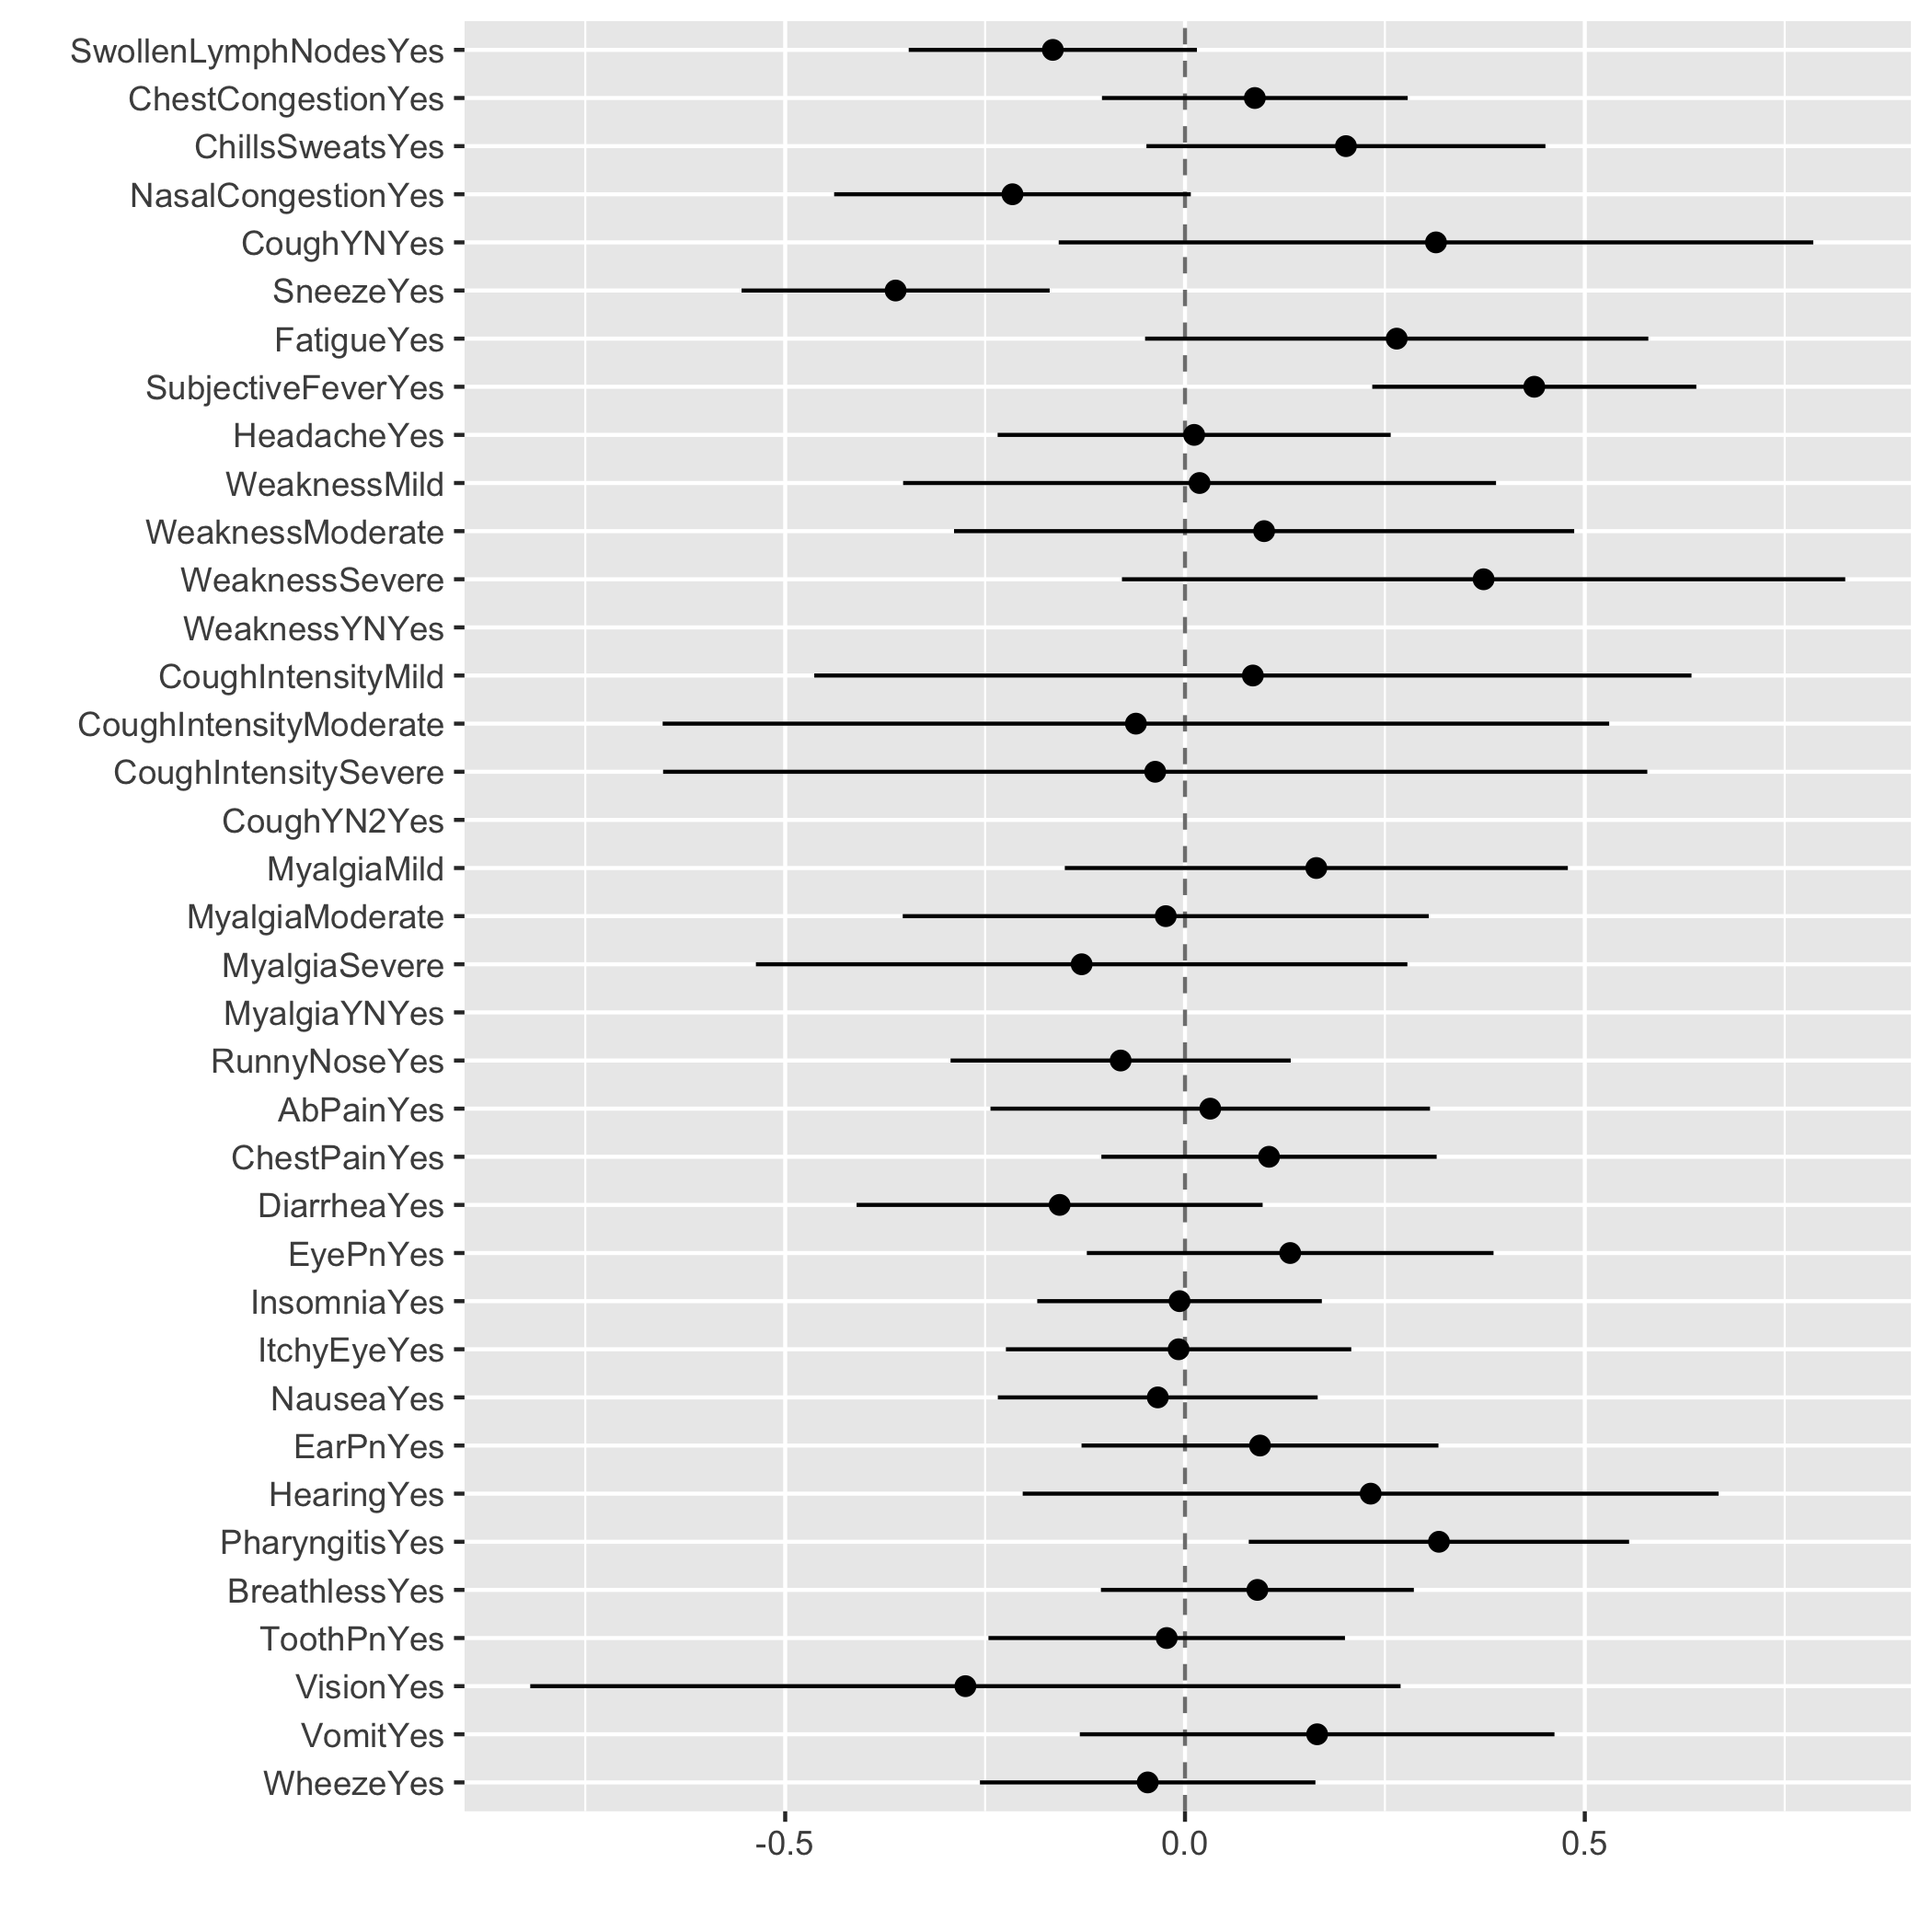 SwollenLymphNodesYes
ChestCongestionYes
ChillsSweatsYes
NasalCongestionYes
CoughYNYes
SneezeYes
FatigueYes
SubjectiveFeverYes
HeadacheYes
WeaknessMild
WeaknessModerate
WeaknessSevere
WeaknessYNYes
CoughIntensityMild
CoughIntensityModerate
CoughIntensitySevere
CoughYN2Yes
MyalgiaMild
MyalgiaModerate
MyalgiaSevere
MyalgiaYNYes
RunnyNoseYes
AbPainYes
ChestPainYes
DiarrheaYes
EyePnYes
InsomniaYes
ItchyEyeYes
NauseaYes
EarPnYes
HearingYes
PharyngitisYes
BreathlessYes
ToothPnYes
VisionYes
VomitYes
WheezeYes
-0.5 0.0 0.5